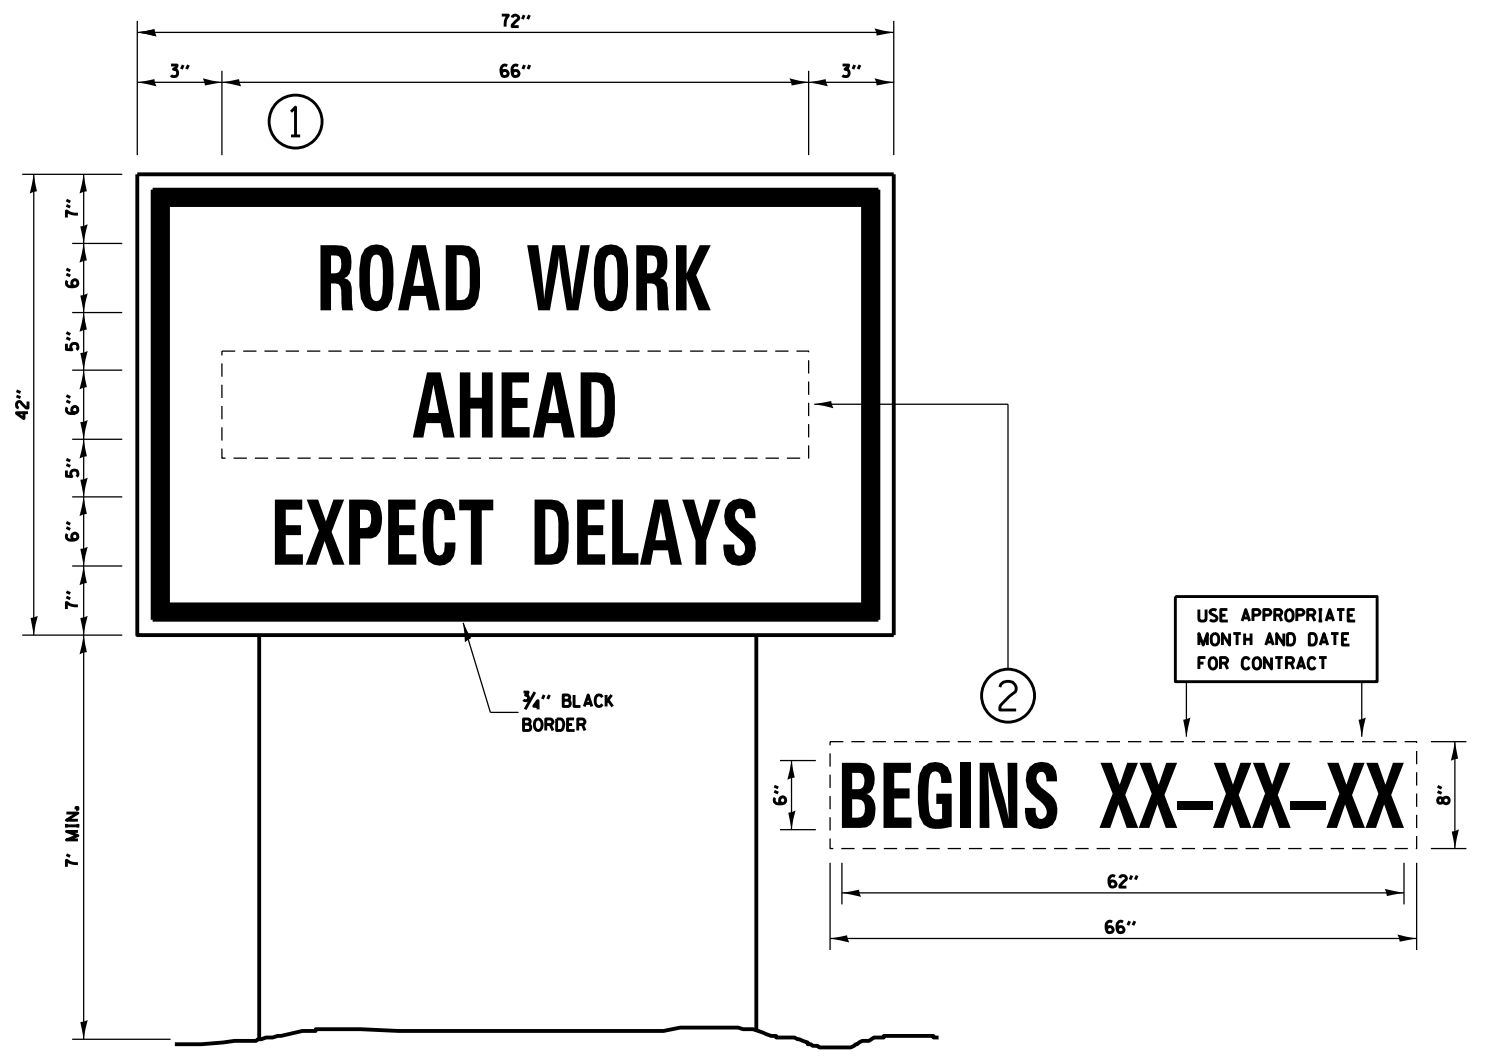 72"
3" 66" 3"
1
7"
6"
5"
6"
5"
6"
7"
42"
ROAD WORK
AHEAD
EXPECT DELAYS
3/4" BLACK
BORDER
7' MIN.
2
USE APPROPRIATE
MONTH AND DATE
FOR CONTRACT
6"
BEGINS XX-XX-XX
8"
62"
66"